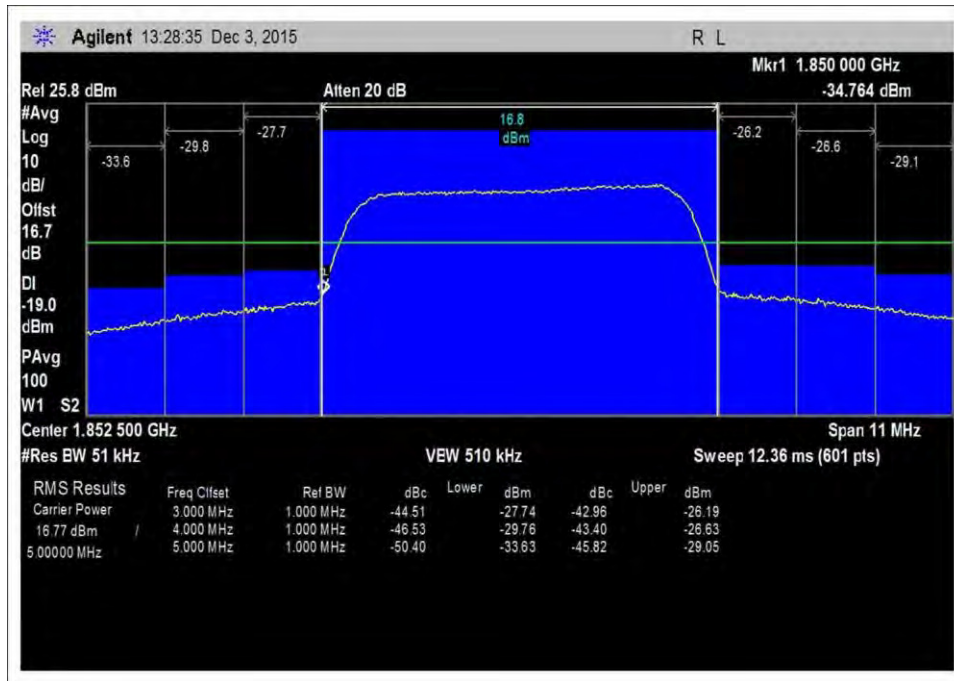 Agilent 13:28:35 Dec 3, 2015 R L
Mkr1 1.850 000 GHz
Rel 25.8 dBm Atten 20 dB -34.764 dBm
#Avg
Log
10
dB/
Offst
16.7
dB
DI
-19.0
dBm
PAvg
100
W1 S2
-33.6 -29.8 -27.7 16.8 dBm -26.2 -26.6 -29.1
1
Center 1.852 500 GHz Span 11 MHz
#Res BW 51 kHz VEW 510 kHz Sweep 12.36 ms (601 pts)
RMS Results Freq Clfset Ref BW dBc Lower dBm dBc Upper dBm
Carrier Power 3.000 MHz 1.000 MHz -44.51 -27.74 -42.96 -26.19
16.77 dBm / 4.000 MHz 1.000 MHz -46.53 -29.76 -43.40 -26.63
5.00000 MHz 5.000 MHz 1.000 MHz -50.40 -33.63 -45.82 -29.05